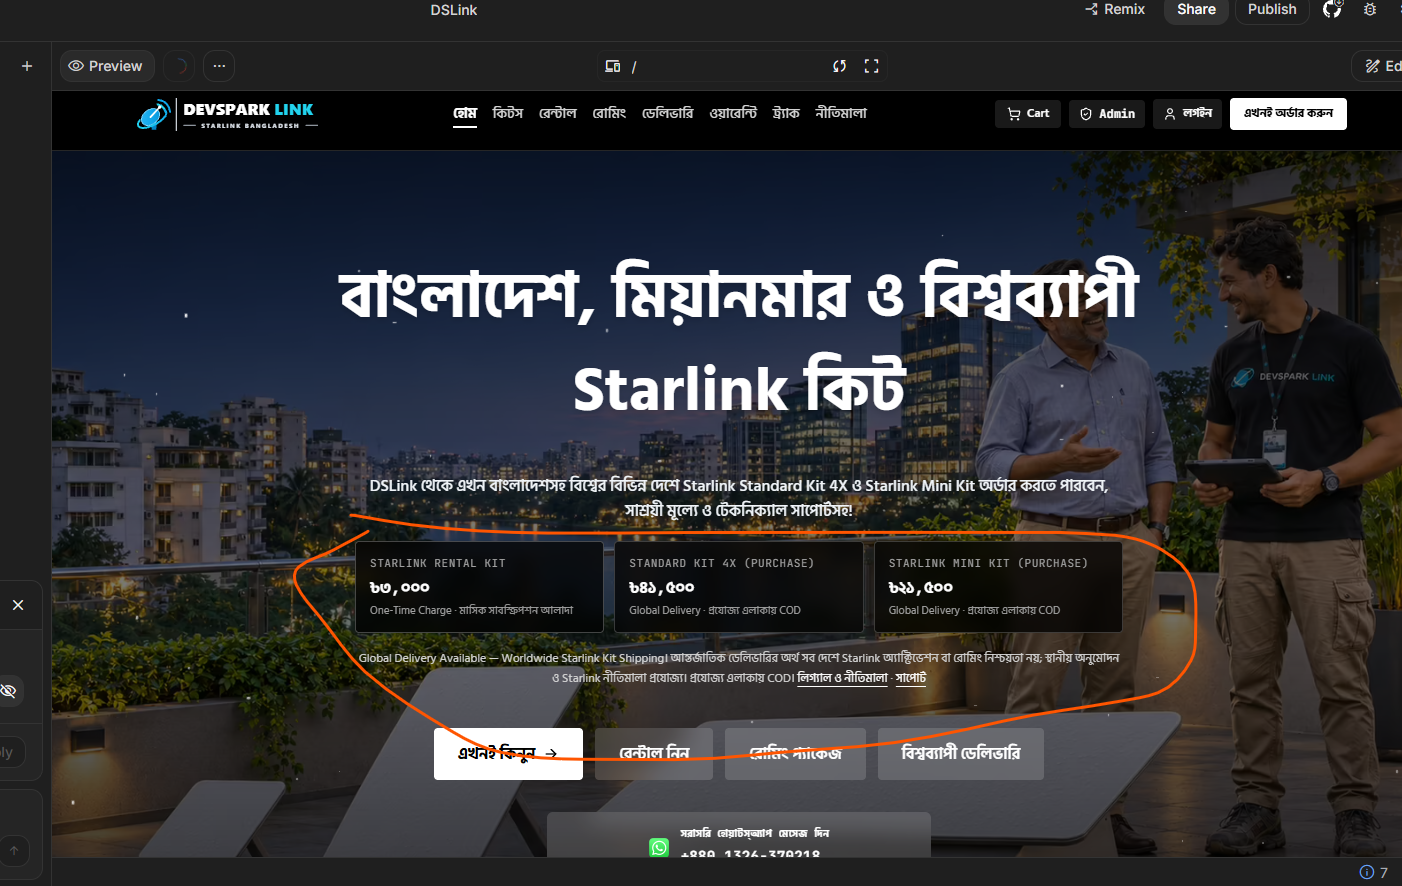 DSLink
Remix
Share
Publish
Preview
/
Ed
DEVSPARK LINK
STARLINK BANGLADESH
হোম
কিটস
রেন্টাল
রোমিং
ডেলিভারি
ওয়ারেন্টি
ট্র্যাক
নীতিমালা
Cart
Admin
লগইন
এখনই অর্ডার করুন
বাংলাদেশ, মিয়ানমার ও বিশ্বব্যাপী
Starlink কিট
DEVSPARK LINK
DSLink থেকে এখন বাংলাদেশসহ বিশ্বের বিভিন্ন দেশে Starlink Standard Kit 4X ও Starlink Mini Kit অর্ডার করতে পারবেন,
সাশ্রয়ী মূল্যে ও টেকনিক্যাল সাপোর্টসহ!
STARLINK RENTAL KIT
৳৩,০০০
One-Time Charge · মাসিক সাবস্ক্রিপশন আলাদা
STANDARD KIT 4X (PURCHASE)
৳৪১,৫০০
Global Delivery · প্রযোজ্য এলাকায় COD
STARLINK MINI KIT (PURCHASE)
৳২১,৫০০
Global Delivery · প্রযোজ্য এলাকায় COD
Global Delivery Available — Worldwide Starlink Kit Shipping। আন্তর্জাতিক ডেলিভারির অর্থ সব দেশে Starlink অ্যাক্টিভেশন বা রোমিং নিশ্চয়তা নয়; স্থানীয় অনুমোদন
ও Starlink নীতিমালা প্রযোজ্য। প্রযোজ্য এলাকায় COD। লিগ্যাল ও নীতিমালা · সাপোর্ট
এখনই কিনুন →
রেন্টাল নিন
রোমিং প্যাকেজ
বিশ্বব্যাপী ডেলিভারি
সরাসরি হোয়াটসঅ্যাপ মেসেজ দিন
+880 1326-370218
ly
7